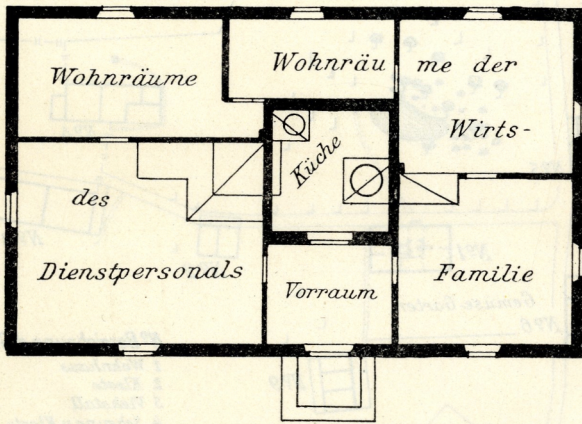 Wohnräume
Wohnräu me der
Wirts-
Küche
des
Dienstpersonals
Vorraum
Familie